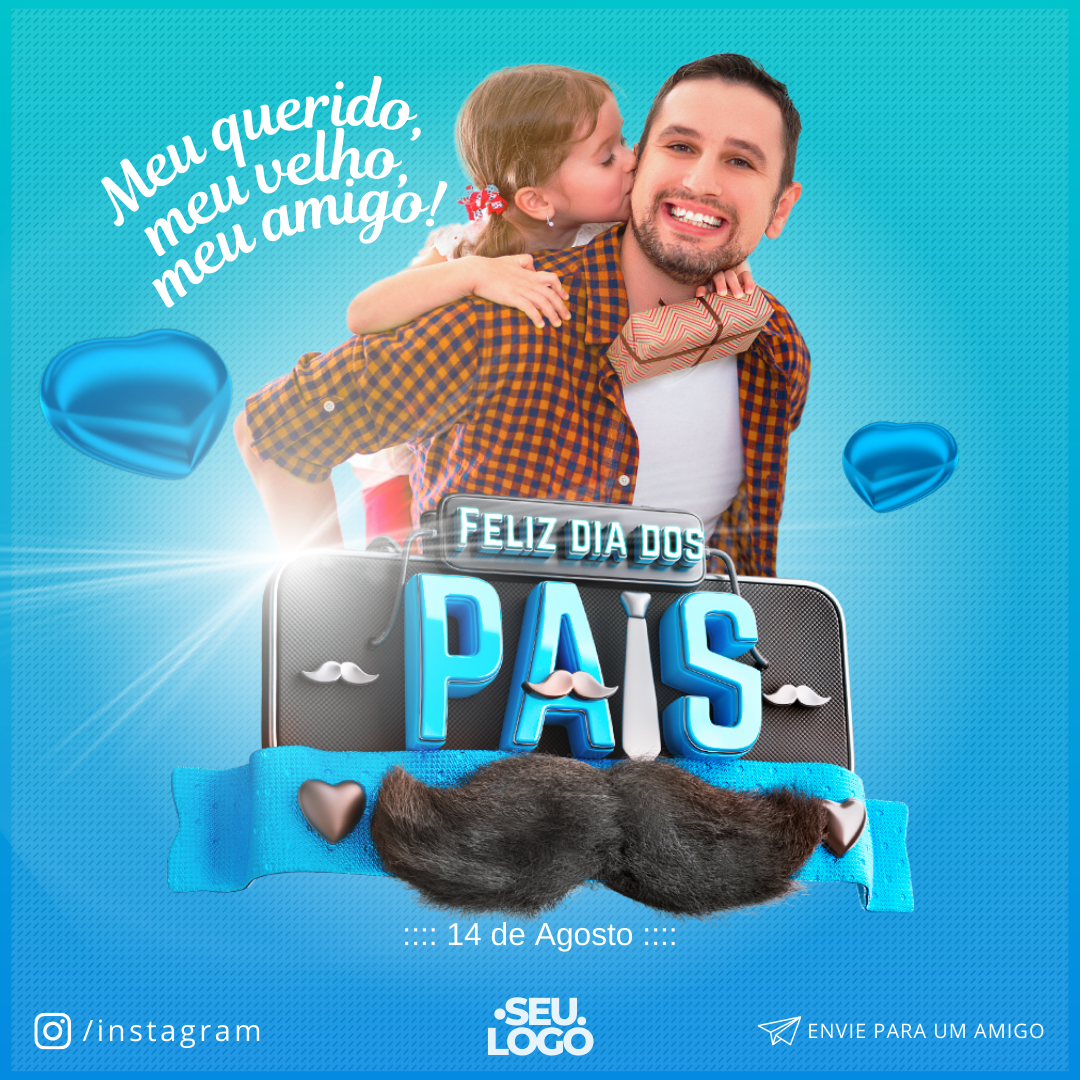 Meu querido,
meu velho,
meu amigo!
FELIZ DIA DOS
PAIS
:::: 14 de Agosto ::::
/instagram
•SEU.
LOGO
ENVIE PARA UM AMIGO